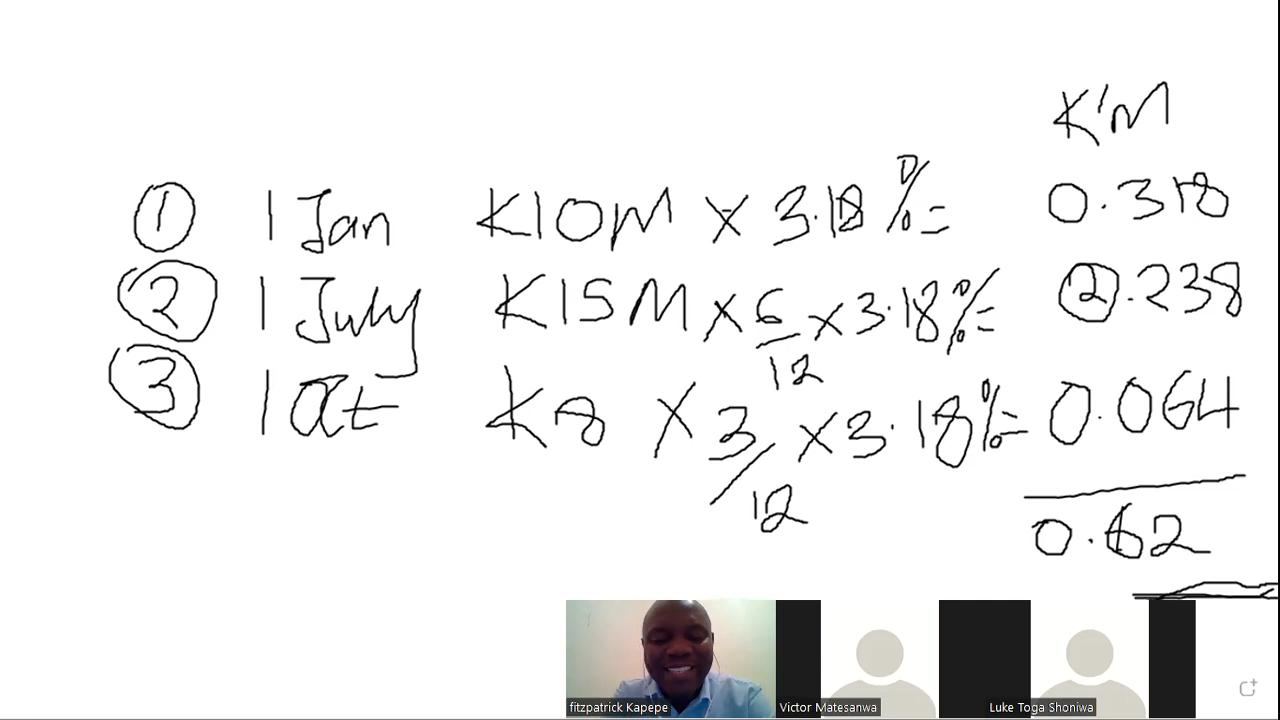 K'M
① 1 Jan K10M × 3.18% = 0.318
② 1 July K15M × 6/12 × 3.18% = 0.238
③ 1 Oct K8 × 3/12 × 3.18% = 0.064
0.62
fitzpatrick Kapepe Victor Matesanwa Luke Toga Shoniwa